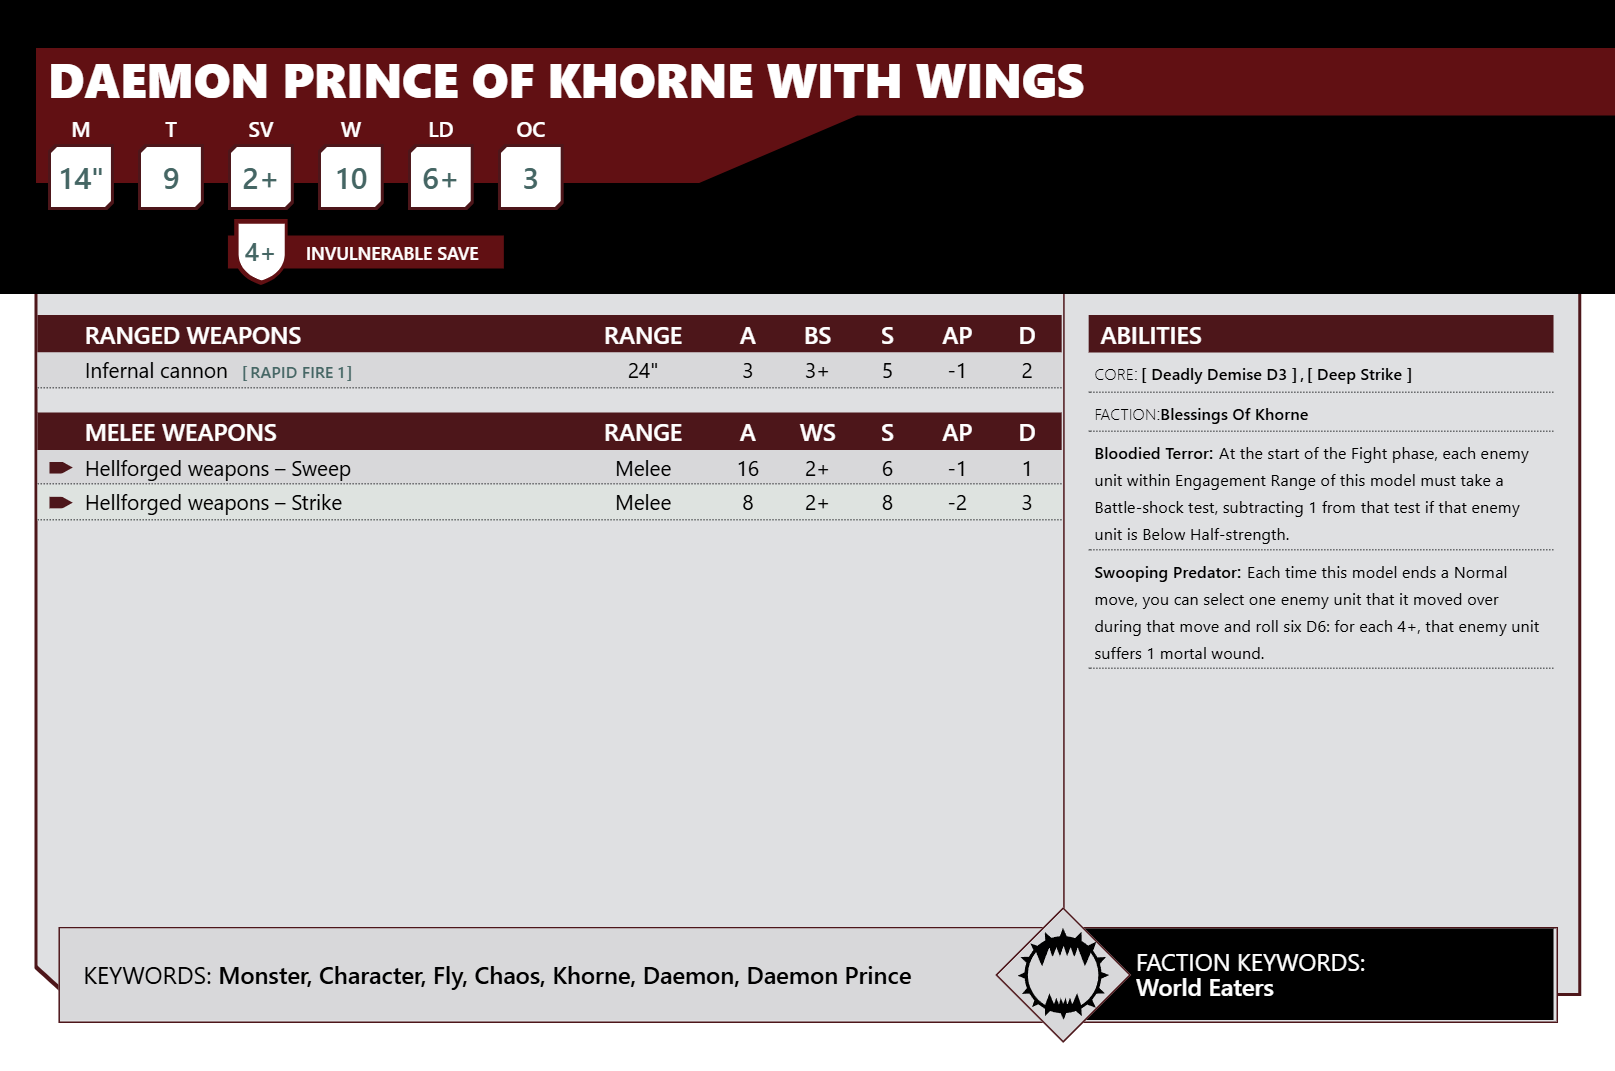 DAEMON PRINCE OF KHORNE WITH WINGS
M T SV W LD OC
14" 9 2+ 10 6+ 3
4+ INVULNERABLE SAVE
RANGED WEAPONS RANGE A BS S AP D
Infernal cannon [RAPID FIRE 1] 24" 3 3+ 5 -1 2
MELEE WEAPONS RANGE A WS S AP D
Hellforged weapons – Sweep Melee 16 2+ 6 -1 1
Hellforged weapons – Strike Melee 8 2+ 8 -2 3
ABILITIES
CORE: [ Deadly Demise D3 ] , [ Deep Strike ]
FACTION:Blessings Of Khorne
Bloodied Terror: At the start of the Fight phase, each enemy
unit within Engagement Range of this model must take a
Battle-shock test, subtracting 1 from that test if that enemy
unit is Below Half-strength.
Swooping Predator: Each time this model ends a Normal
move, you can select one enemy unit that it moved over
during that move and roll six D6: for each 4+, that enemy unit
suffers 1 mortal wound.
KEYWORDS: Monster, Character, Fly, Chaos, Khorne, Daemon, Daemon Prince
FACTION KEYWORDS:
World Eaters